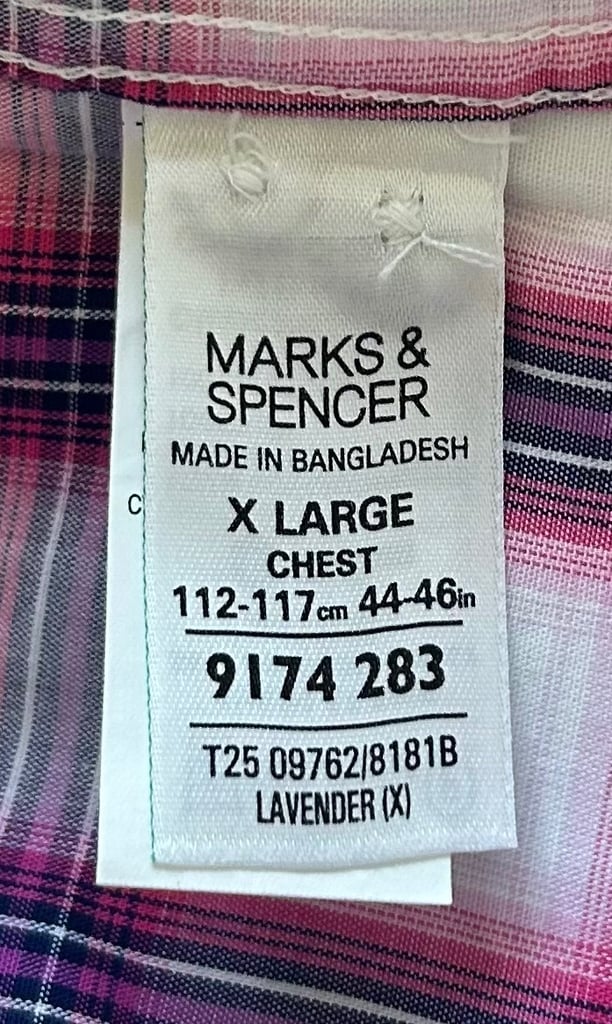 MARKS &
SPENCER
MADE IN BANGLADESH
X LARGE
CHEST
112-117cm 44-46in
9174 283
T25 09762/8181B
LAVENDER (X)
C